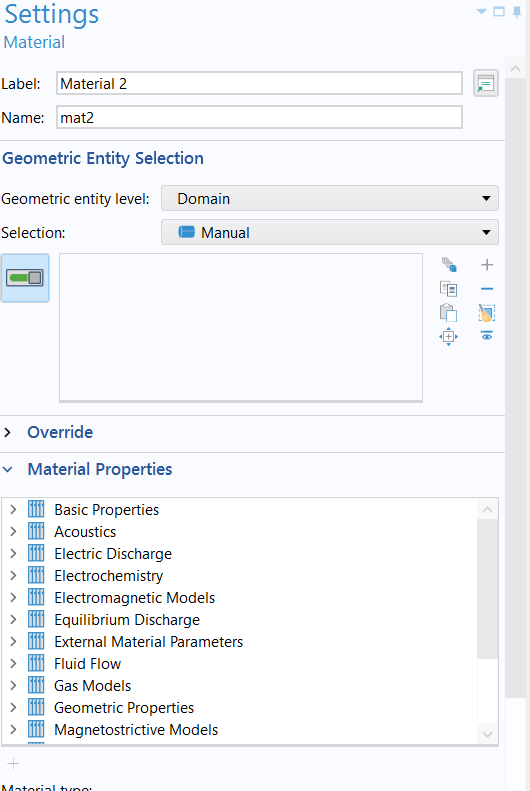 Settings
Material
Label: Material 2
Name: mat2
Geometric Entity Selection
Geometric entity level: Domain
Selection: Manual
Override
Material Properties
Basic Properties
Acoustics
Electric Discharge
Electrochemistry
Electromagnetic Models
Equilibrium Discharge
External Material Parameters
Fluid Flow
Gas Models
Geometric Properties
Magnetostrictive Models
Material type: